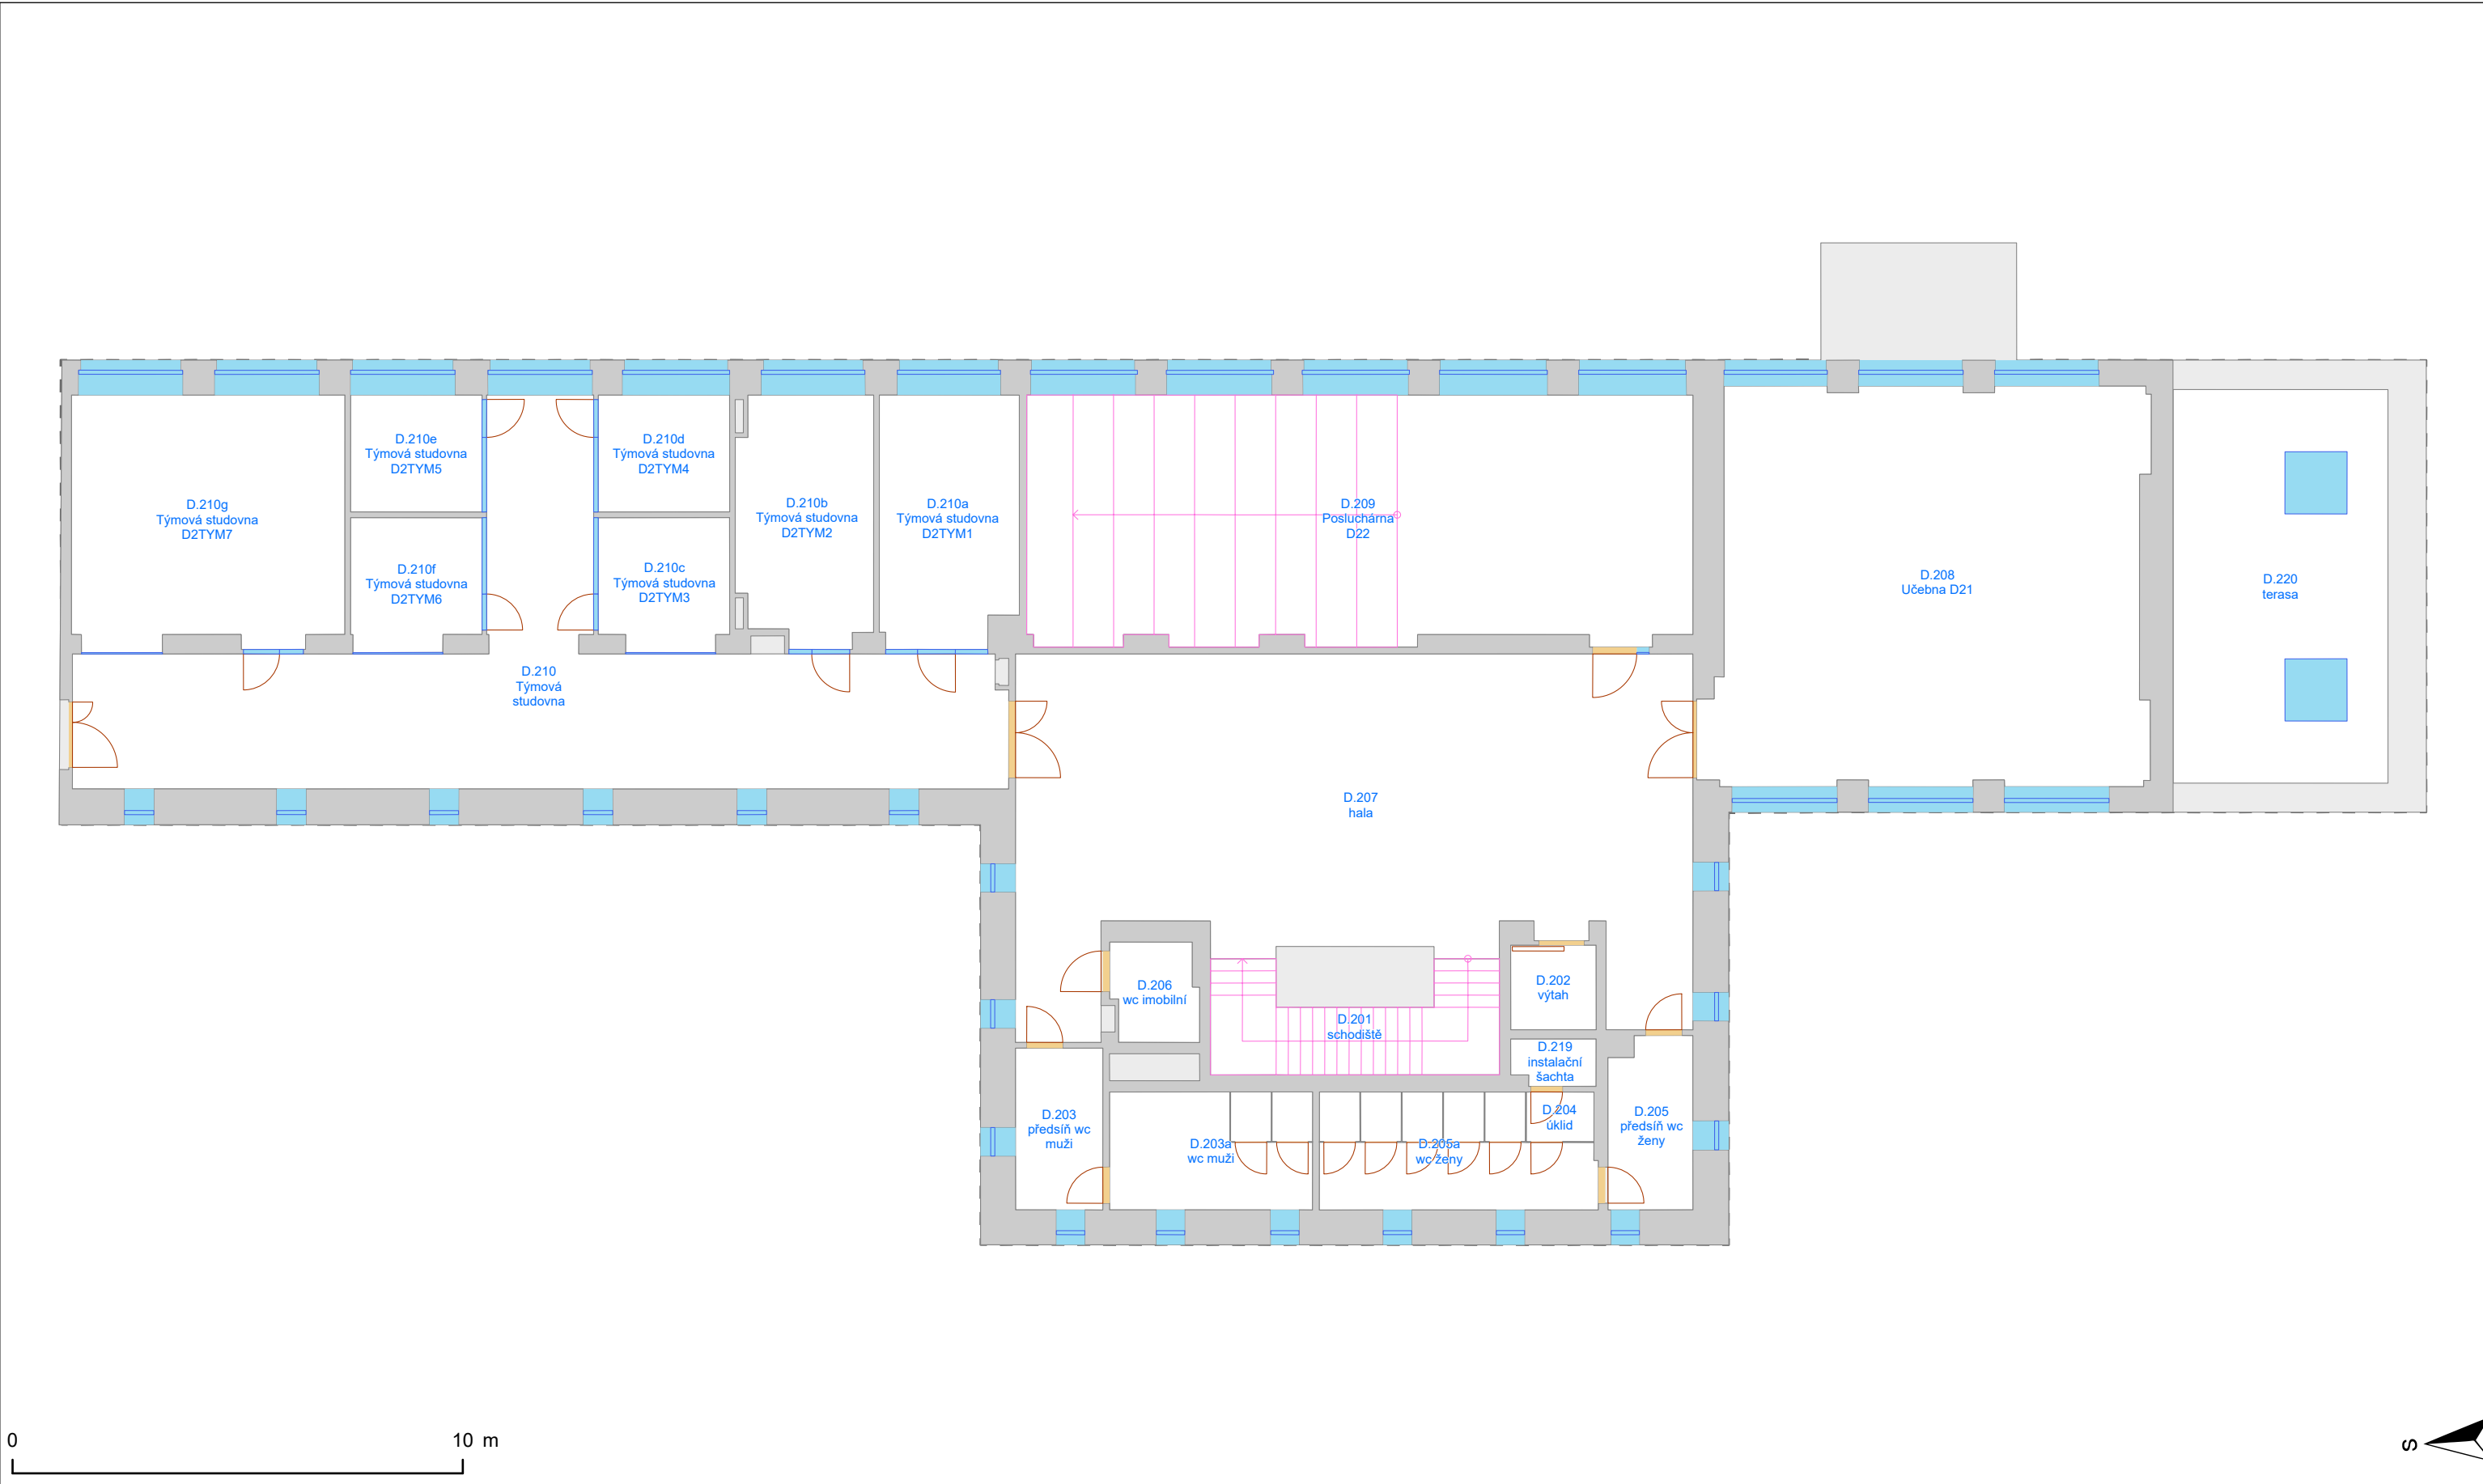 D.210e
Týmová studovna
D2TYM5
D.210d
Týmová studovna
D2TYM4
D.210g
Týmová studovna
D2TYM7
D.210b
Týmová studovna
D2TYM2
D.210a
Týmová studovna
D2TYM1
D.209
Posluchárna
D22
D.210f
Týmová studovna
D2TYM6
D.210c
Týmová studovna
D2TYM3
D.208
Učebna D21
D.220
terasa
D.210
Týmová
studovna
D.207
hala
D.206
wc imobilní
D.202
výtah
D.201
schodiště
D.219
instalační
šachta
D.203
předsíň wc
muži
D.203a
wc muži
D.205a
wc ženy
D.204
úklid
D.205
předsíň wc
ženy
0 10 m
S